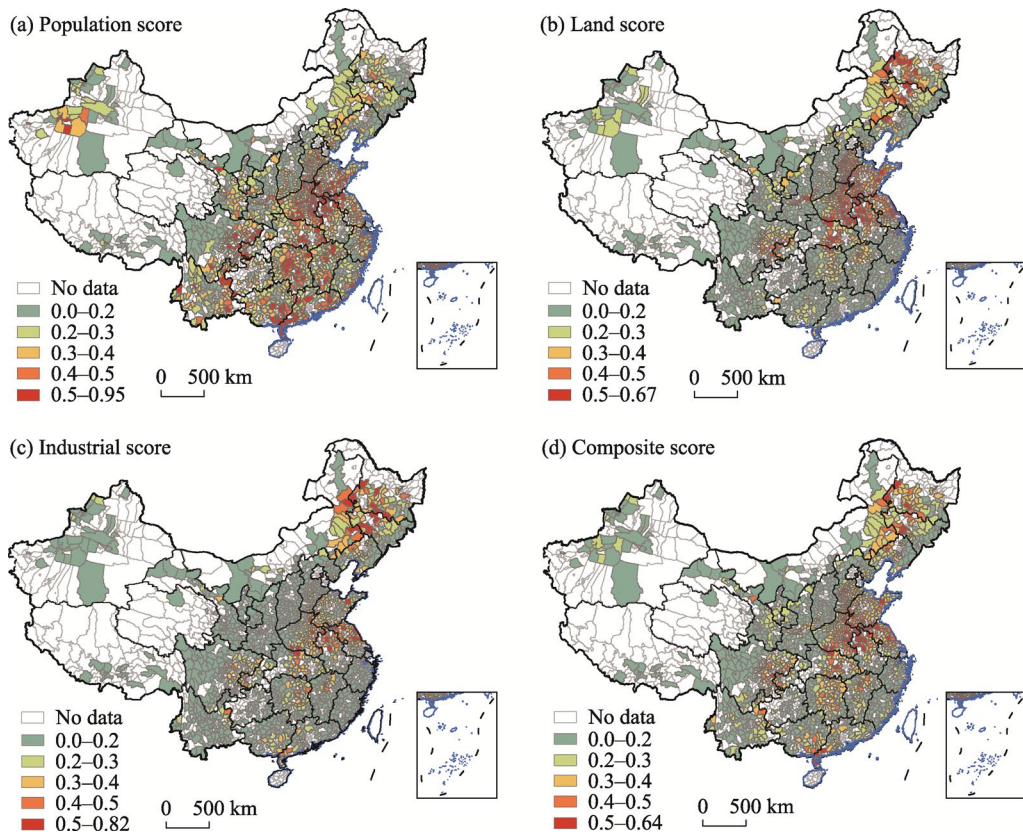 (a) Population score
No data
0.0–0.2
0.2–0.3
0.3–0.4
0.4–0.5
0.5–0.95
0 500 km
(b) Land score
No data
0.0–0.2
0.2–0.3
0.3–0.4
0.4–0.5
0.5–0.67
0 500 km
(c) Industrial score
No data
0.0–0.2
0.2–0.3
0.3–0.4
0.4–0.5
0.5–0.82
0 500 km
(d) Composite score
No data
0.0–0.2
0.2–0.3
0.3–0.4
0.4–0.5
0.5–0.64
0 500 km